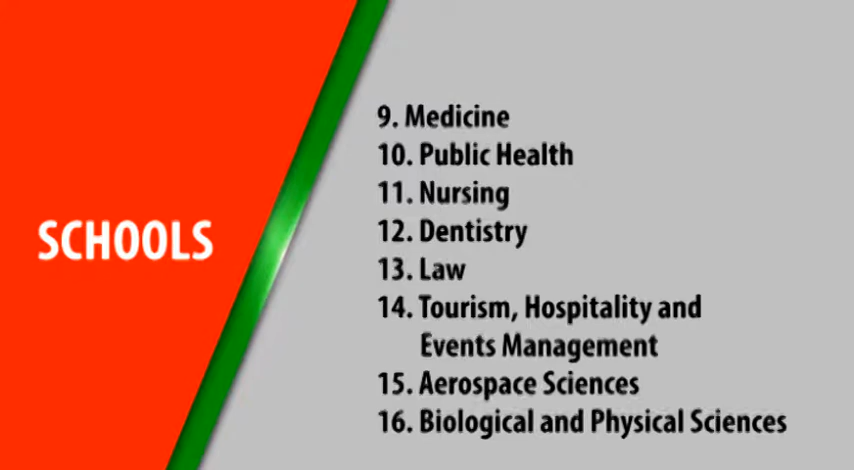 SCHOOLS
9. Medicine
10. Public Health
11. Nursing
12. Dentistry
13. Law
14. Tourism, Hospitality and
Events Management
15. Aerospace Sciences
16. Biological and Physical Sciences